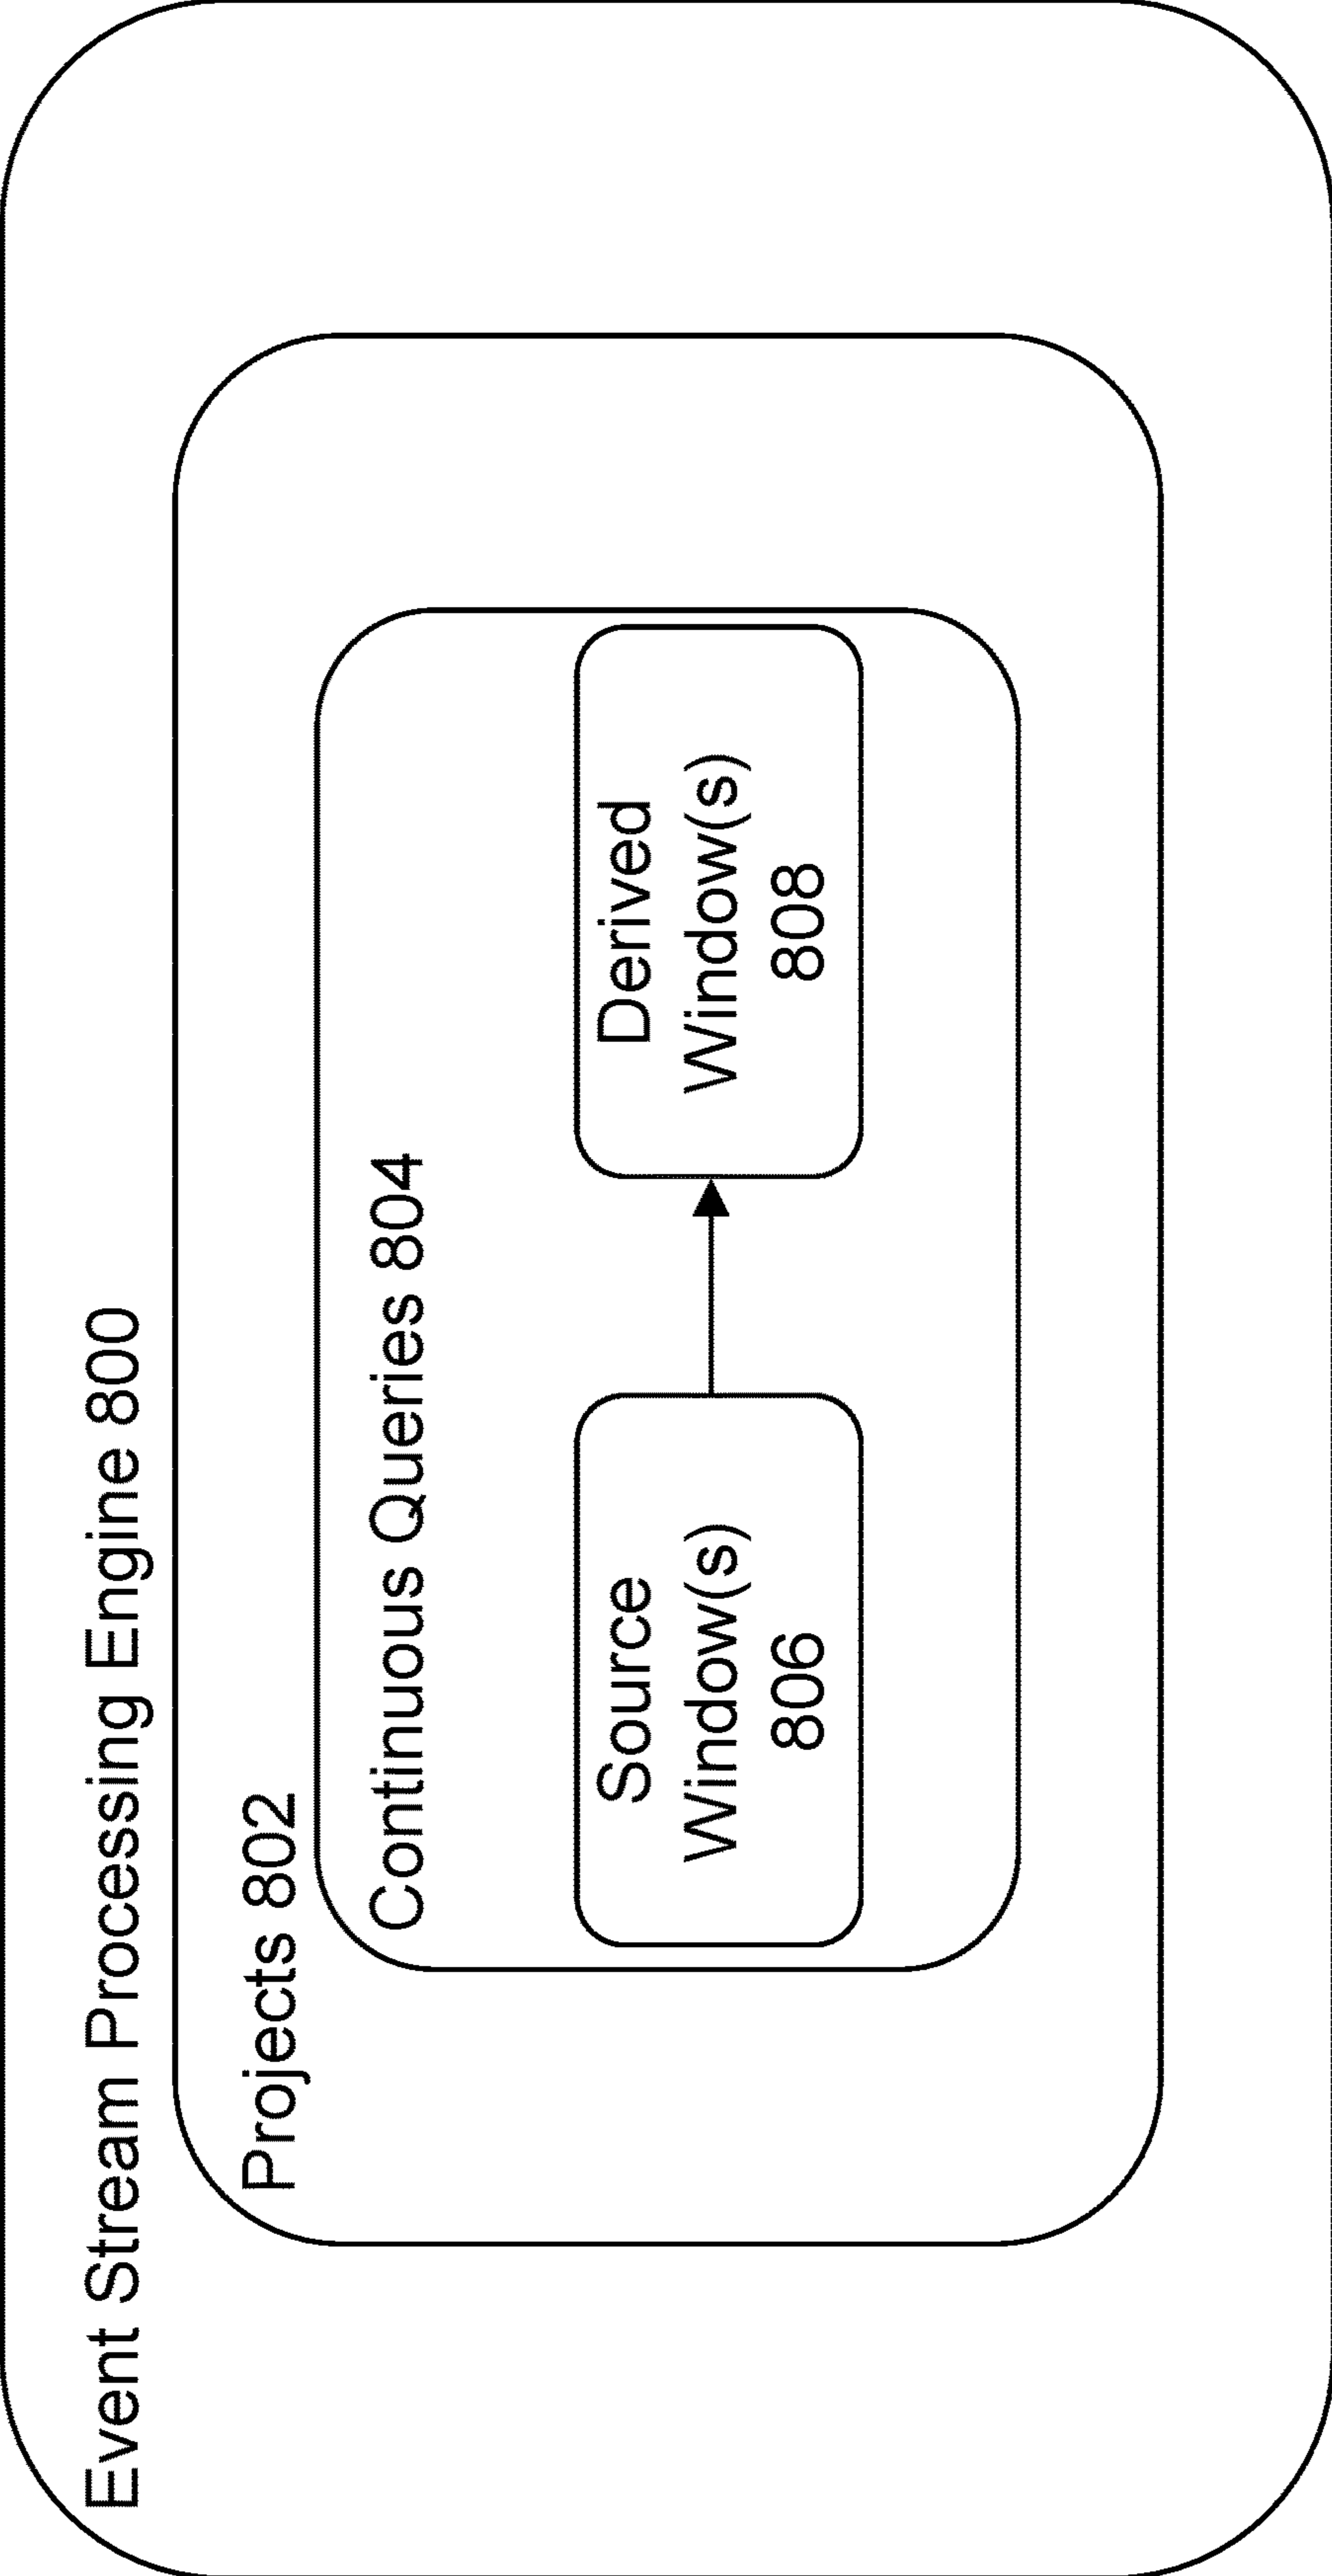 Event Stream Processing Engine 800
Projects 802
Continuous Queries 804
Source
Window(s)
806
Derived
Window(s)
808